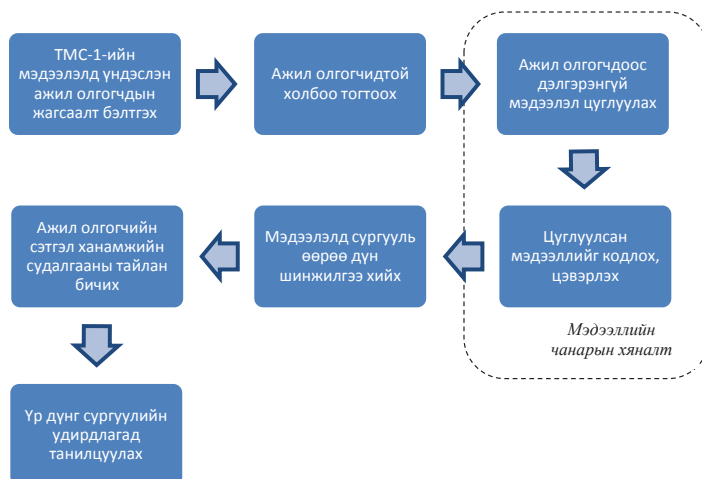 ТМС-1-ийн
мэдээлэлд үндэслэн
ажил олгогчдын
жагсаалт бэлтгэх
Ажил олгогчидтой
холбоо тогтоох
Ажил олгогчдоос
дэлгэрэнгүй
мэдээлэл цуглуулах
Цуглуулсан
мэдээллийг кодлох,
цэвэрлэх
Мэдээллийн
чанарын хяналт
Мэдээлэлд сургууль
өөрөө дүн
шинжилгээ хийх
Ажил олгогчийн
сэтгэл ханамжийн
судалгааны тайлан
бичих
Үр дүнг сургуулийн
удирдлагад
танилцуулах